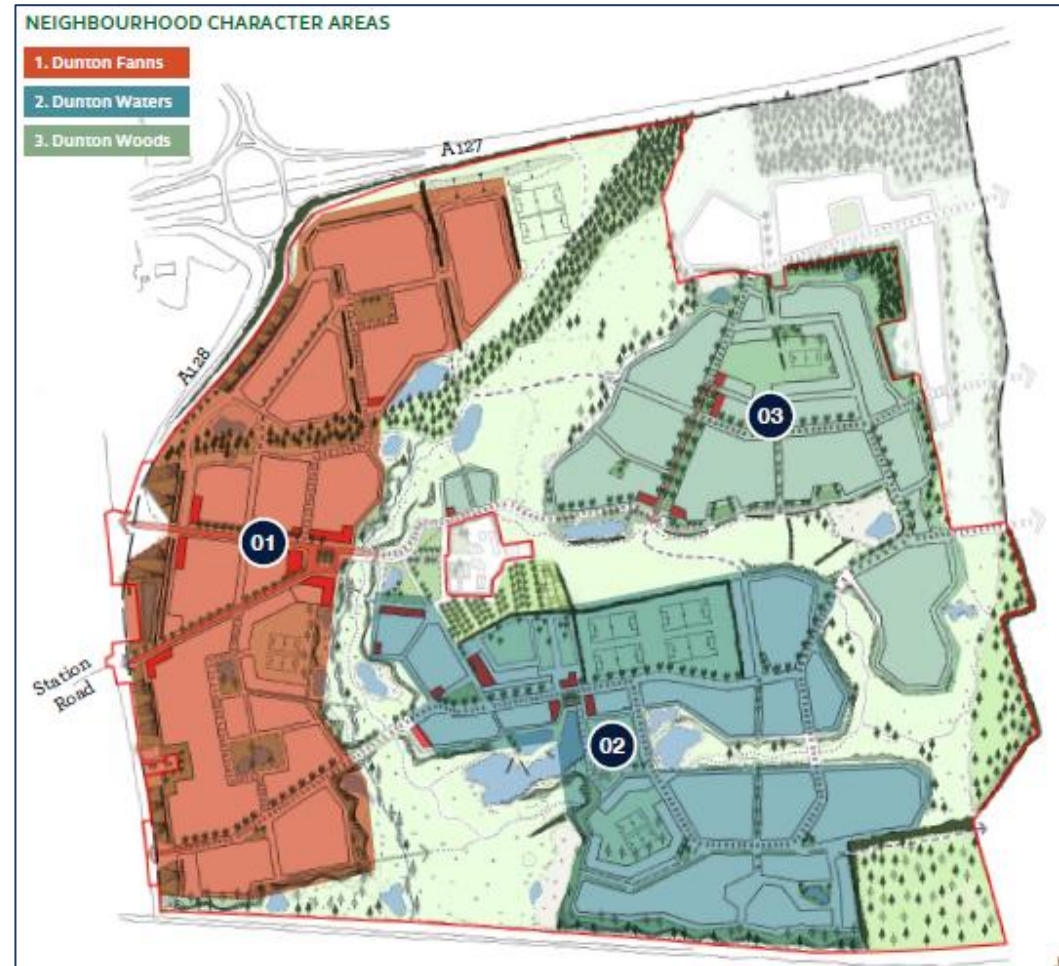 NEIGHBOURHOOD CHARACTER AREAS
1. Dunton Fanns
2. Dunton Waters
3. Dunton Woods
A127
A128
03
01
Station
Road
02